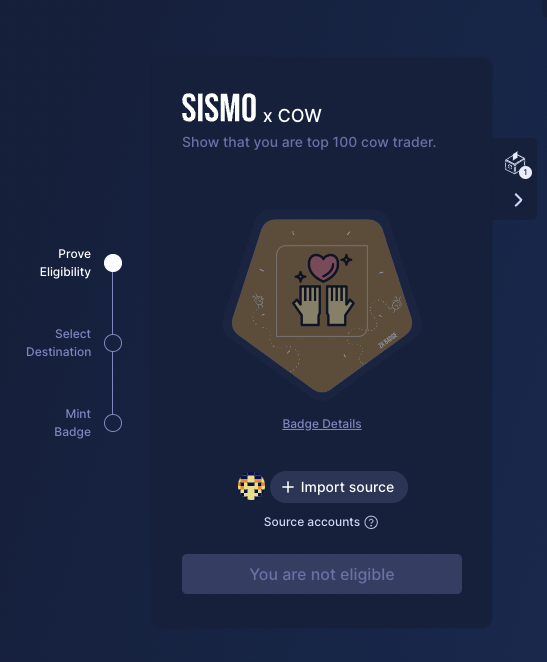 SISMO x COW
Show that you are top 100 cow trader.
1
Prove
Eligibility
Select
Destination
Mint
Badge
ZK BADGE
Badge Details
+ Import source
Source accounts ?
You are not eligible